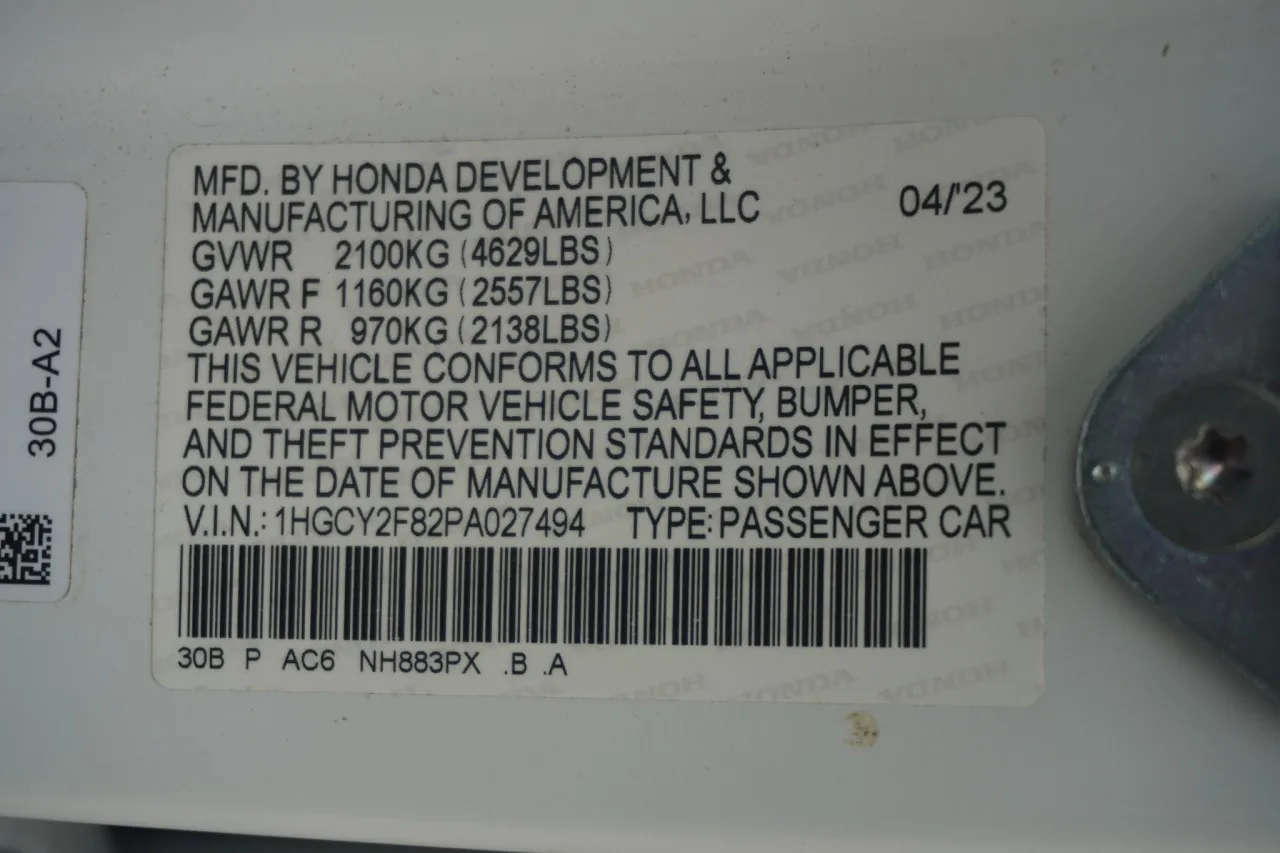 MFD. BY HONDA DEVELOPMENT &
MANUFACTURING OF AMERICA, LLC 04/'23
GVWR 2100KG (4629LBS)
GAWR F 1160KG (2557LBS)
GAWR R 970KG (2138LBS)
THIS VEHICLE CONFORMS TO ALL APPLICABLE
FEDERAL MOTOR VEHICLE SAFETY, BUMPER,
AND THEFT PREVENTION STANDARDS IN EFFECT
ON THE DATE OF MANUFACTURE SHOWN ABOVE.
V.I.N.: 1HGCY2F82PA027494 TYPE: PASSENGER CAR
30B P AC6 NH883PX .B .A
30B-A2